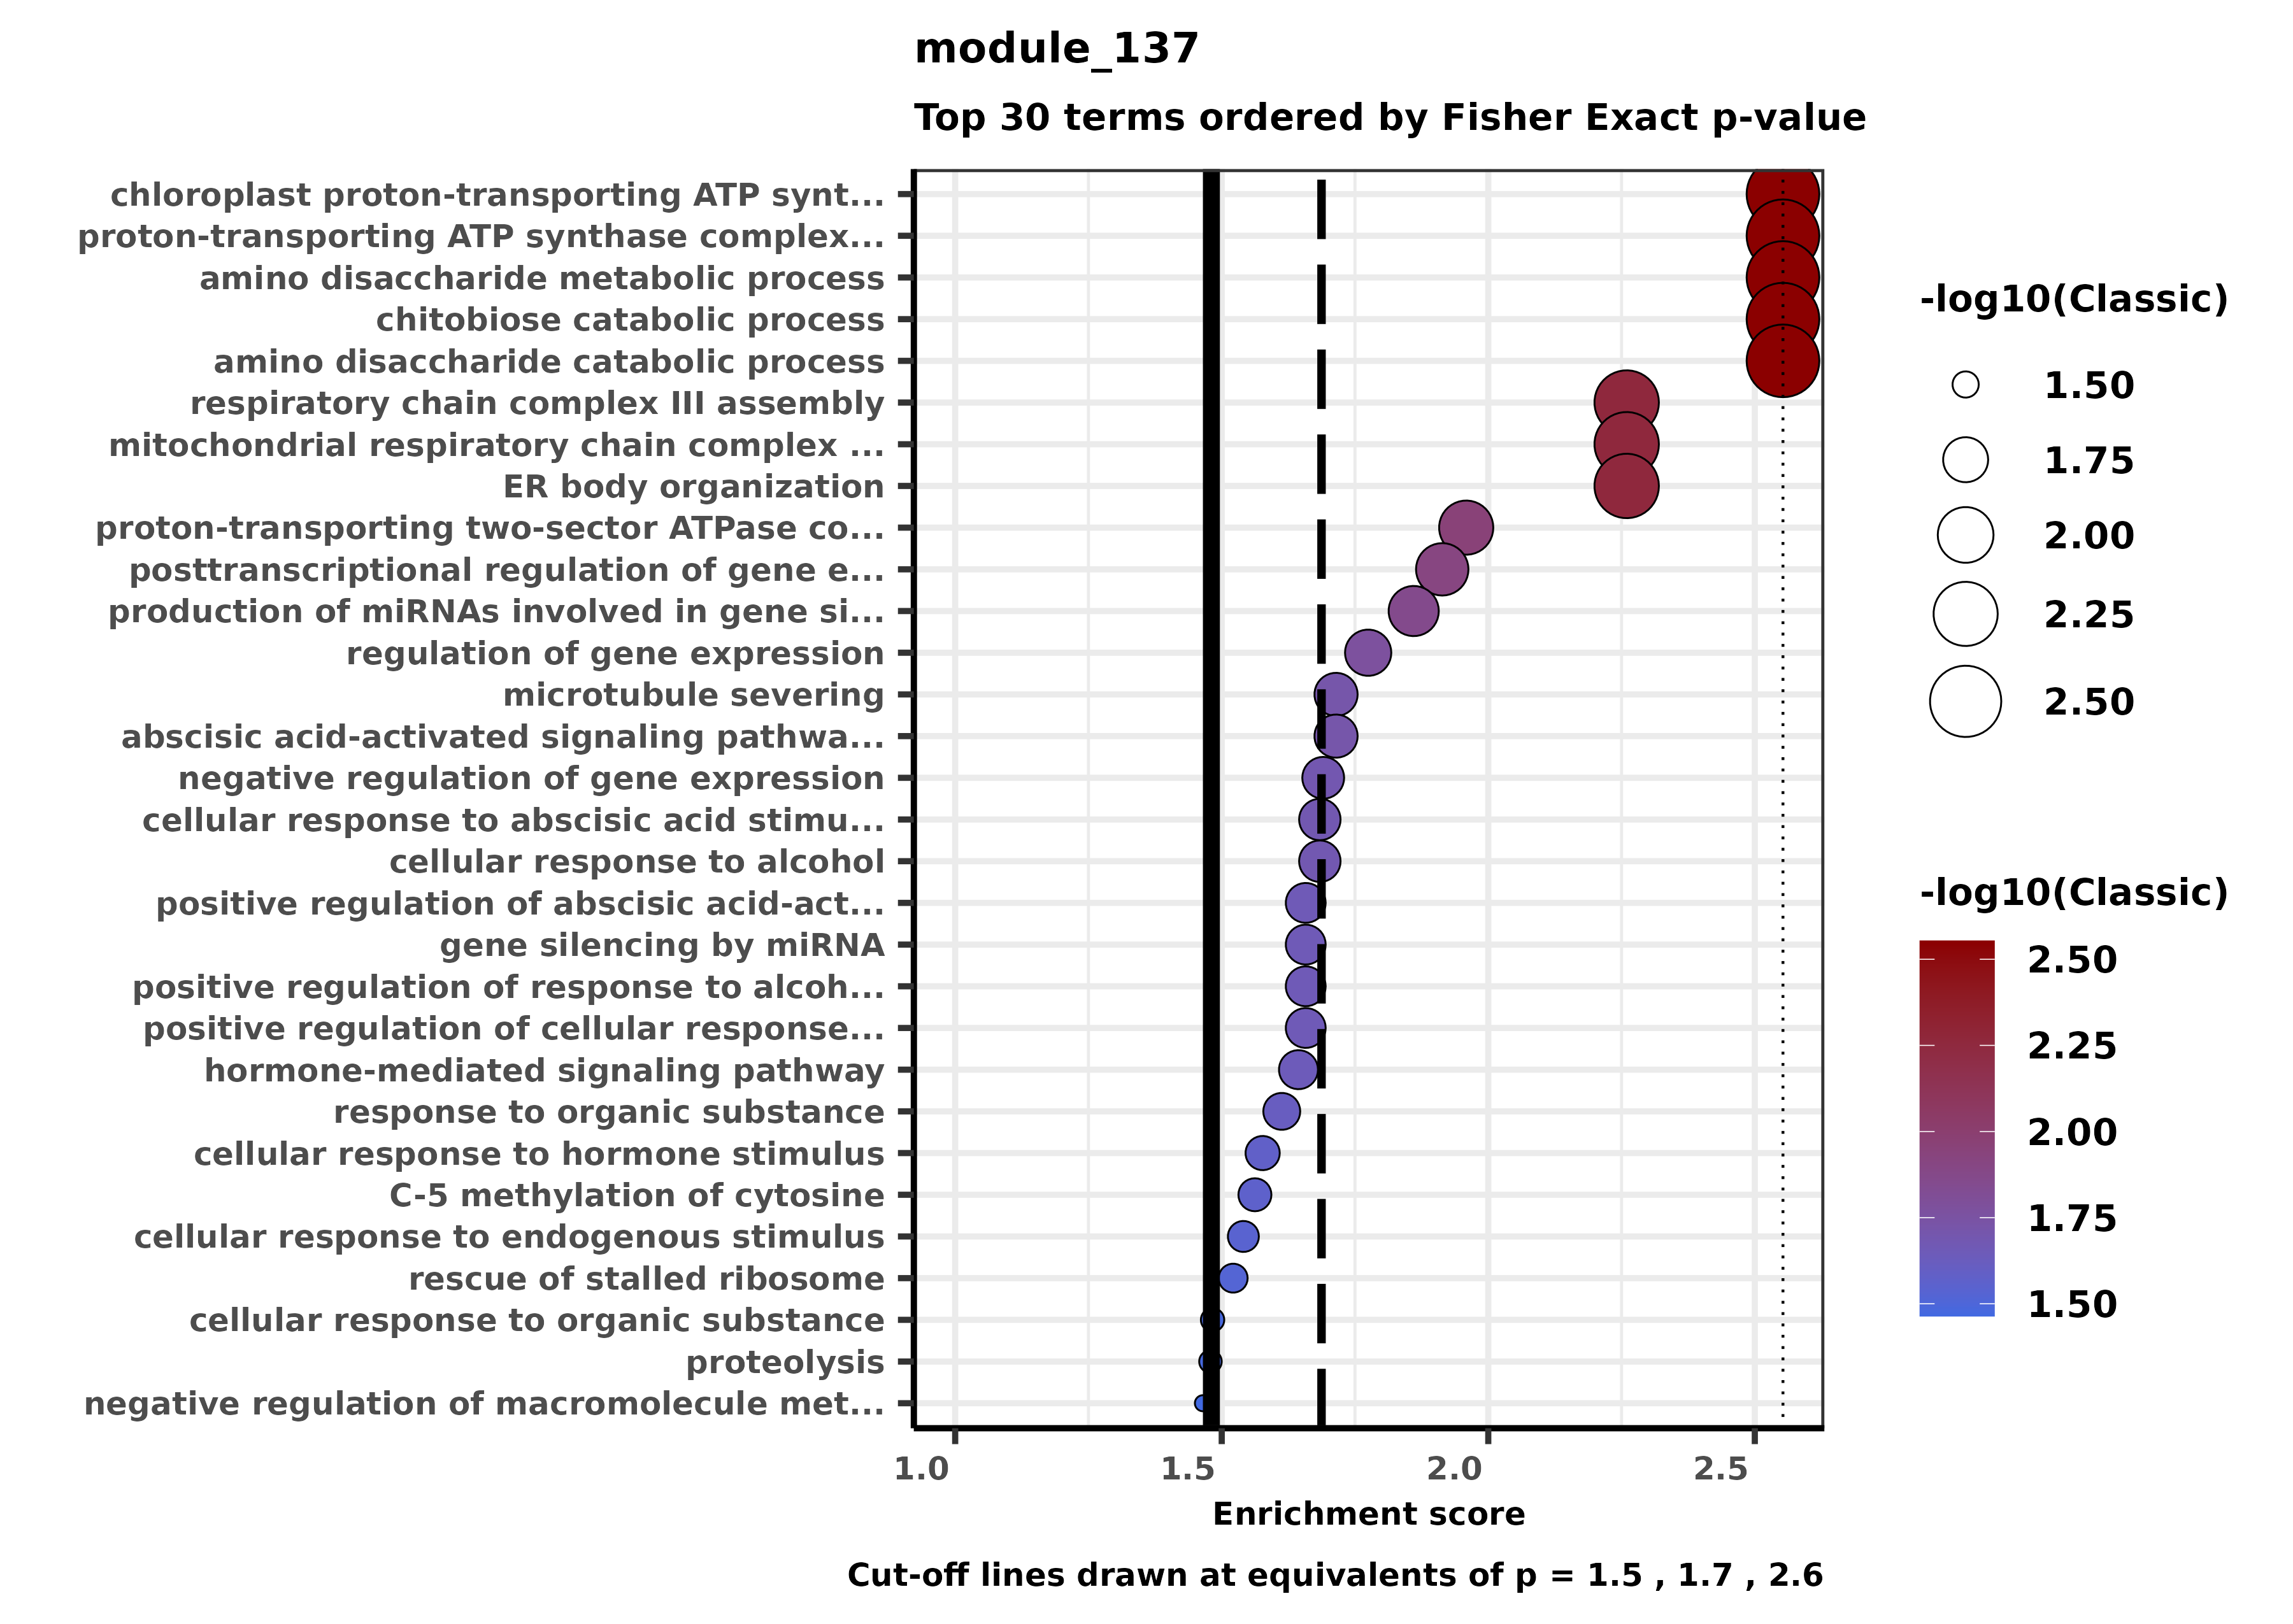 module_137
Top 30 terms ordered by Fisher Exact p-value
chloroplast proton-transporting ATP synt...
proton-transporting ATP synthase complex...
amino disaccharide metabolic process
chitobiose catabolic process
amino disaccharide catabolic process
respiratory chain complex III assembly
mitochondrial respiratory chain complex ...
ER body organization
proton-transporting two-sector ATPase co...
posttranscriptional regulation of gene e...
production of miRNAs involved in gene si...
regulation of gene expression
microtubule severing
abscisic acid-activated signaling pathwa...
negative regulation of gene expression
cellular response to abscisic acid stimu...
cellular response to alcohol
positive regulation of abscisic acid-act...
gene silencing by miRNA
positive regulation of response to alcoh...
positive regulation of cellular response...
hormone-mediated signaling pathway
response to organic substance
cellular response to hormone stimulus
C-5 methylation of cytosine
cellular response to endogenous stimulus
rescue of stalled ribosome
cellular response to organic substance
proteolysis
negative regulation of macromolecule met...
1.0 1.5 2.0 2.5
Enrichment score
Cut-off lines drawn at equivalents of p = 1.5 , 1.7 , 2.6
-log10(Classic)
1.50
1.75
2.00
2.25
2.50
-log10(Classic)
2.50
2.25
2.00
1.75
1.50